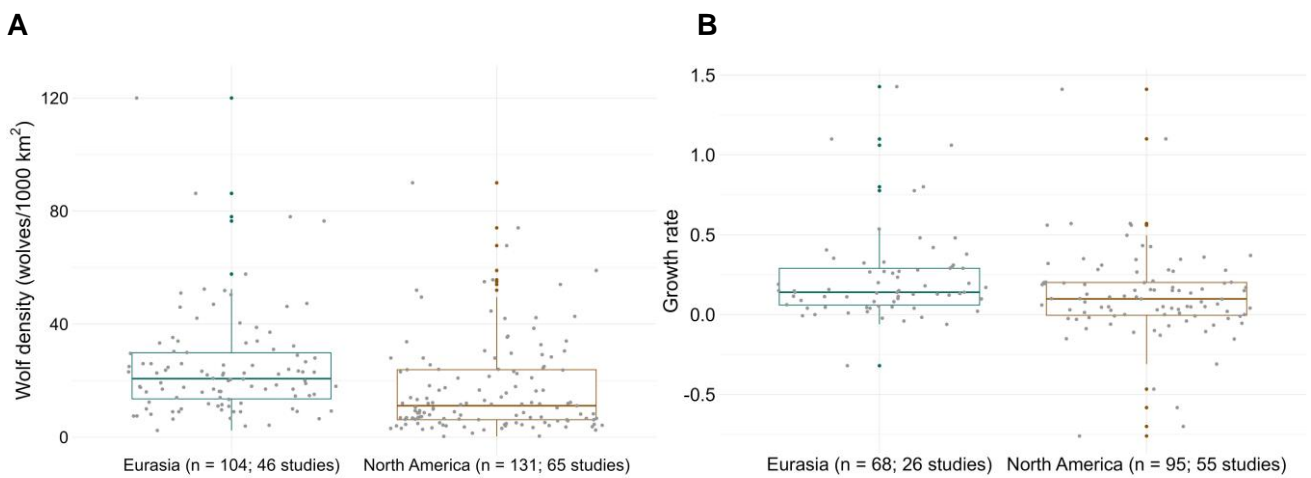 A
B
Wolf density (wolves/1000 km²)
120
80
40
0
Eurasia (n = 104; 46 studies)
North America (n = 131; 65 studies)
Growth rate
1.5
1.0
0.5
0.0
-0.5
Eurasia (n = 68; 26 studies)
North America (n = 95; 55 studies)